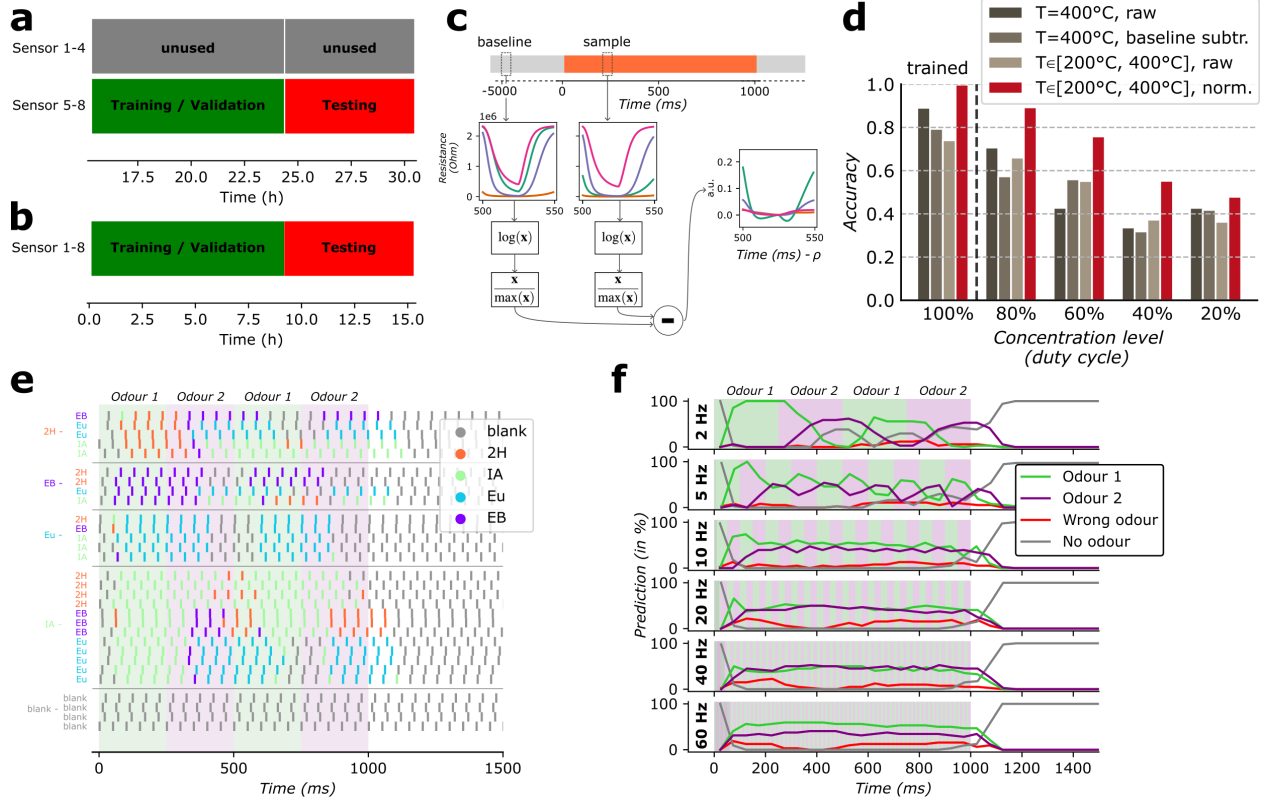 a
Sensor 1-4
unused
unused
Sensor 5-8
Training / Validation
Testing
17.5 20.0 22.5 25.0 27.5 30.0
Time (h)
b
Sensor 1-8
Training / Validation
Testing
0.0 2.5 5.0 7.5 10.0 12.5 15.0
Time (h)
c
baseline
sample
-5000 0 500 1000
Time (ms)
1e6
Resistance
(Ohm)
2
1
0
500 550
500 550
log(x)
log(x)
x
max(x)
x
max(x)
a.u.
0.2
0.1
0.0
500 550
Time (ms) - ρ
d
T=400°C, raw
T=400°C, baseline subtr.
T∈[200°C, 400°C], raw
T∈[200°C, 400°C], norm.
trained
Accuracy
1.0
0.8
0.6
0.4
0.2
0.0
100% 80% 60% 40% 20%
Concentration level
(duty cycle)
e
Odour 1 Odour 2 Odour 1 Odour 2
2H -
EB
Eu
Eu
IA
IA
EB -
2H
2H
Eu
IA
Eu -
2H
EB
IA
IA
IA
IA -
2H
2H
2H
2H
EB
EB
EB
Eu
Eu
Eu
Eu
Eu
blank -
blank
blank
blank
blank
blank
2H
IA
Eu
EB
0 500 1000 1500
Time (ms)
f
Odour 1 Odour 2 Odour 1 Odour 2
Prediction (in %)
2 Hz
100
0
5 Hz
100
0
10 Hz
100
0
20 Hz
100
0
40 Hz
100
0
60 Hz
100
0
Odour 1
Odour 2
Wrong odour
No odour
0 200 400 600 800 1000 1200 1400
Time (ms)